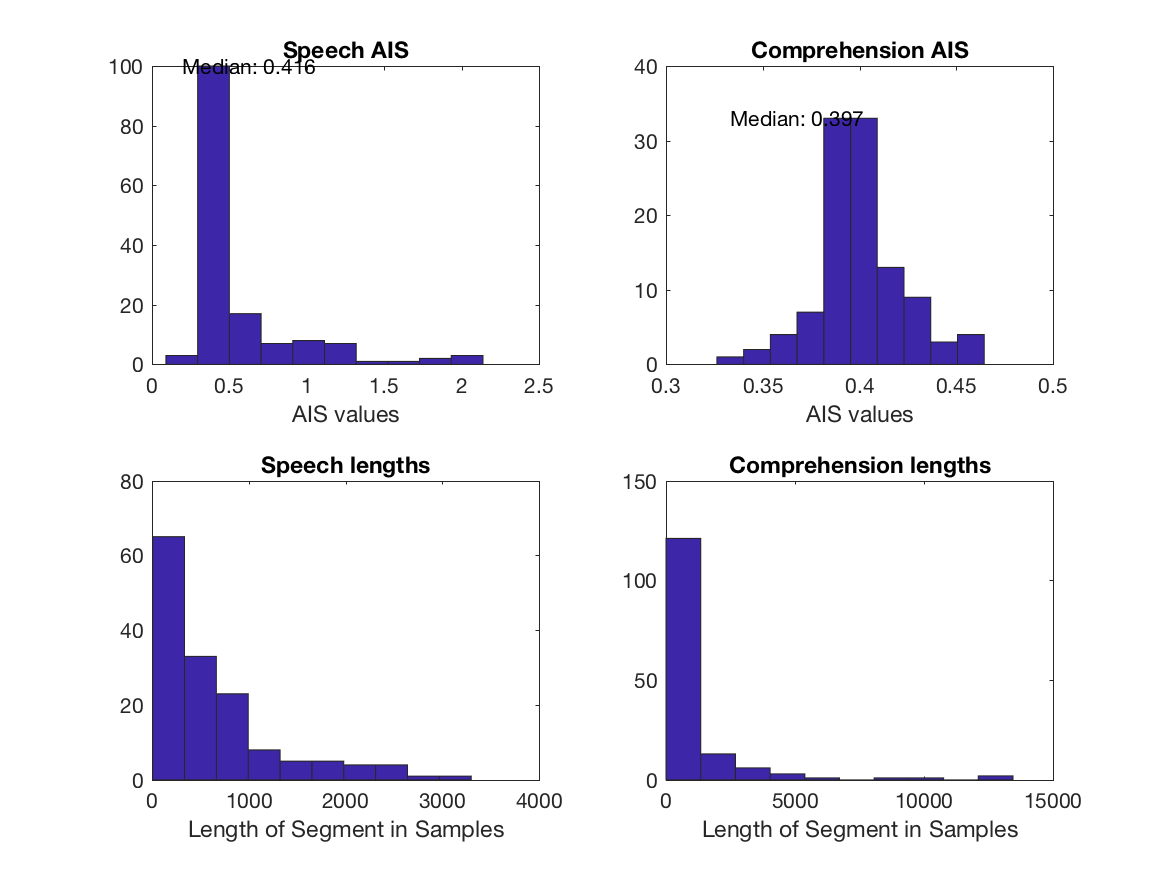 Speech AIS
Median: 0.416
100
80
60
40
20
0
0 0.5 1 1.5 2 2.5
AIS values
Comprehension AIS
Median: 0.397
40
30
20
10
0
0.3 0.35 0.4 0.45 0.5
AIS values
Speech lengths
80
60
40
20
0
0 1000 2000 3000 4000
Length of Segment in Samples
Comprehension lengths
150
100
50
0
0 5000 10000 15000
Length of Segment in Samples